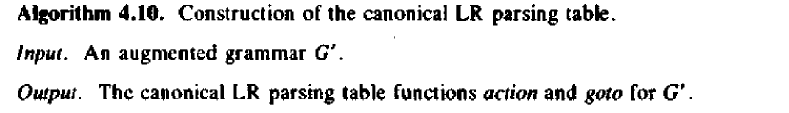 Algorithm 4.10. Construction of the canonical LR parsing table.
Input. An augmented grammar G′.
Output. The canonical LR parsing table functions action and goto for G′.